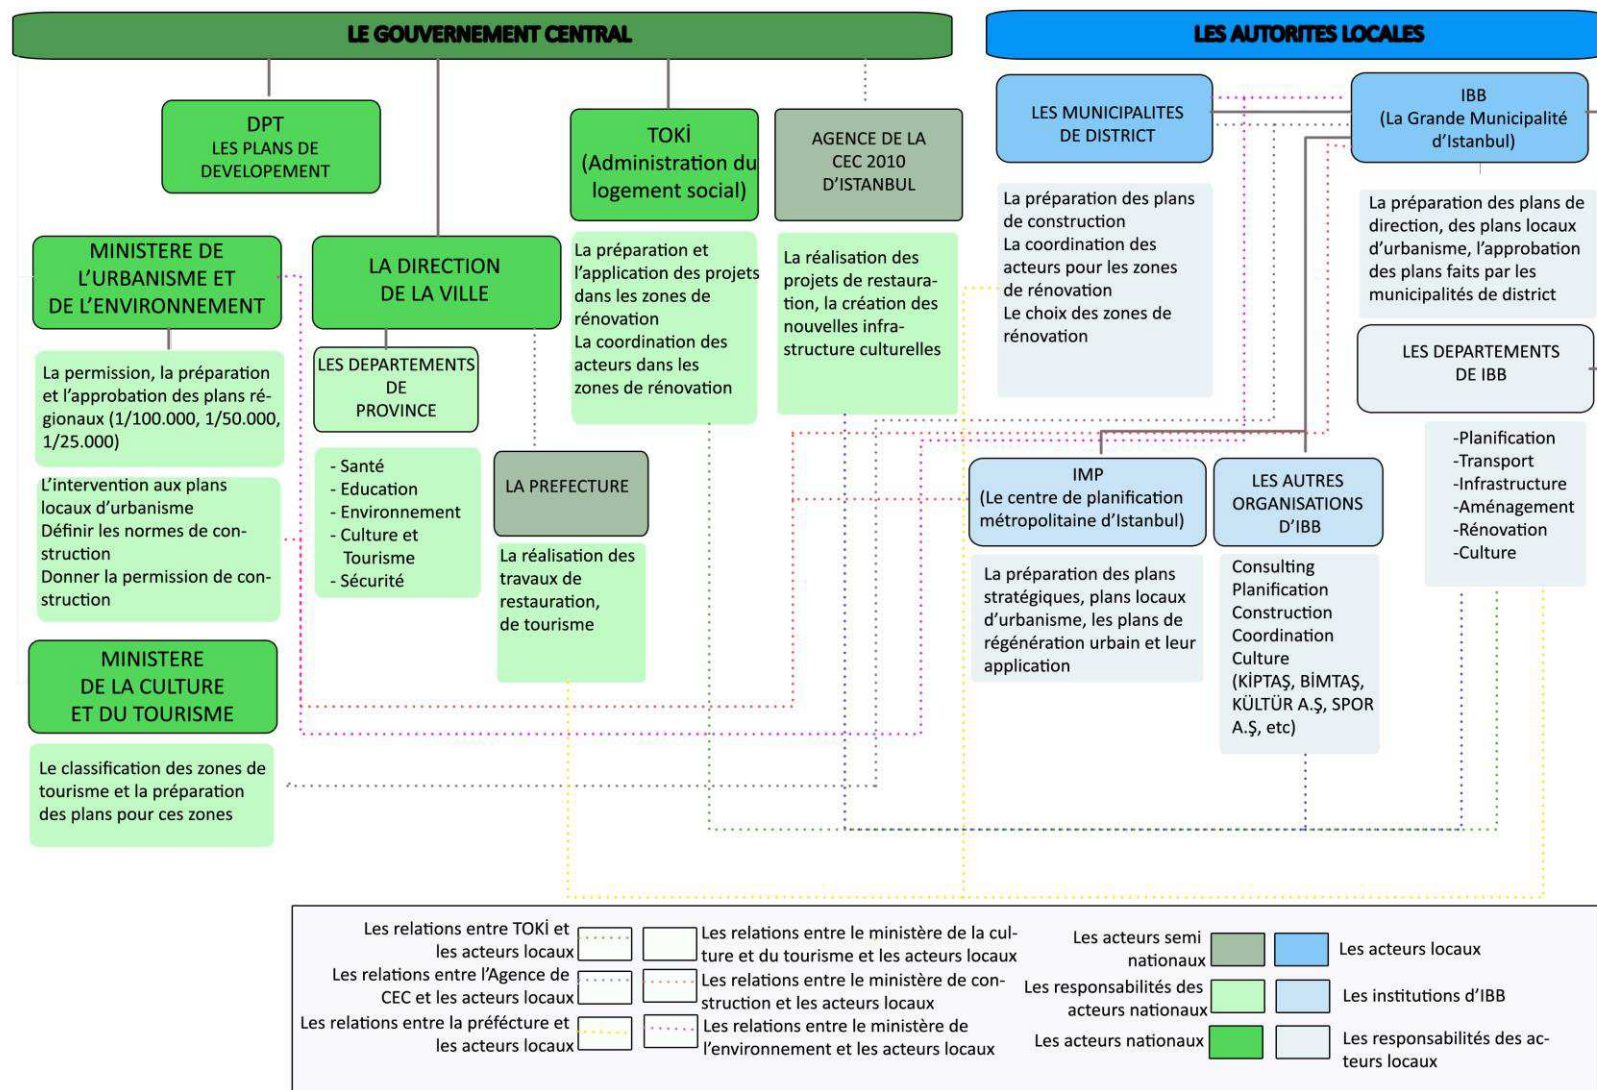 LE GOUVERNEMENT CENTRAL
LES AUTORITES LOCALES
DPT
LES PLANS DE
DEVELOPEMENT
TOKİ
(Administration du
logement social)
AGENCE DE LA
CEC 2010
D’ISTANBUL
LES MUNICIPALITES
DE DISTRICT
IBB
(La Grande Municipalité
d’Istanbul)
MINISTERE DE
L’URBANISME ET
DE L’ENVIRONNEMENT
LA DIRECTION
DE LA VILLE
La préparation et
l’application des projets
dans les zones de
rénovation
La coordination des
acteurs dans les
zones de rénovation
La réalisation des
projets de restaura-
tion, la création des
nouvelles infra-
structure culturelles
La préparation des plans
de construction
La coordination des
acteurs pour les zones
de rénovation
Le choix des zones de
rénovation
La préparation des plans de
direction, des plans locaux
d’urbanisme, l’approbation
des plans faits par les
municipalités de district
LES DEPARTEMENTS
DE IBB
La permission, la préparation
et l’approbation des plans ré-
gionaux (1/100.000, 1/50.000,
1/25.000)
LES DEPARTEMENTS
DE
PROVINCE
- Santé
- Education
- Environnement
- Culture et
Tourisme
- Sécurité
LA PREFECTURE
IMP
(Le centre de planification
métropolitaine d’Istanbul)
LES AUTRES
ORGANISATIONS
D’IBB
-Planification
-Transport
-Infrastructure
-Aménagement
-Rénovation
-Culture
L’intervention aux plans
locaux d’urbanisme
Définir les normes de con-
struction
Donner la permission de con-
struction
La réalisation des
travaux de
restauration,
de tourisme
La préparation des plans
stratégiques, plans locaux
d’urbanisme, les plans de
régénération urbain et leur
application
Consulting
Planification
Construction
Coordination
Culture
(KİPTAŞ, BİMTAŞ,
KÜLTÜR A.Ş, SPOR
A.Ş, etc)
MINISTERE
DE LA CULTURE
ET DU TOURISME
Le classification des zones de
tourisme et la préparation
des plans pour ces zones
Les relations entre TOKİ et
les acteurs locaux
Les relations entre l’Agence de
CEC et les acteurs locaux
Les relations entre la préfécture et
les acteurs locaux
Les relations entre le ministère de la cul-
ture et du tourisme et les acteurs locaux
Les relations entre le ministère de con-
struction et les acteurs locaux
Les relations entre le ministère de
l’environnement et les acteurs locaux
Les acteurs semi
nationaux
Les responsabilités des
acteurs nationaux
Les acteurs nationaux
Les acteurs locaux
Les institutions d’IBB
Les responsabilités des ac-
teurs locaux